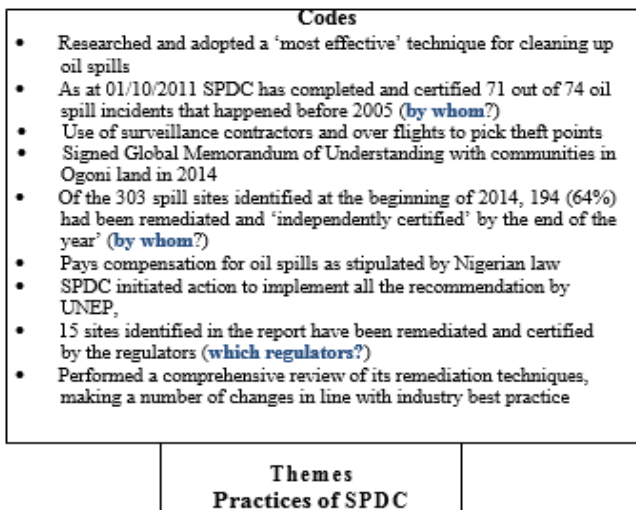 Codes
• Researched and adopted a ‘most effective’ technique for cleaning up
oil spills
• As at 01/10/2011 SPDC has completed and certified 71 out of 74 oil
spill incidents that happened before 2005 (by whom?)
• Use of surveillance contractors and over flights to pick theft points
• Signed Global Memorandum of Understanding with communities in
Ogoni land in 2014
• Of the 303 spill sites identified at the beginning of 2014, 194 (64%)
had been remediated and ‘independently certified’ by the end of the
year’ (by whom?)
• Pays compensation for oil spills as stipulated by Nigerian law
• SPDC initiated action to implement all the recommendation by
UNEP,
• 15 sites identified in the report have been remediated and certified
by the regulators (which regulators?)
• Performed a comprehensive review of its remediation techniques,
making a number of changes in line with industry best practice
Themes
Practices of SPDC